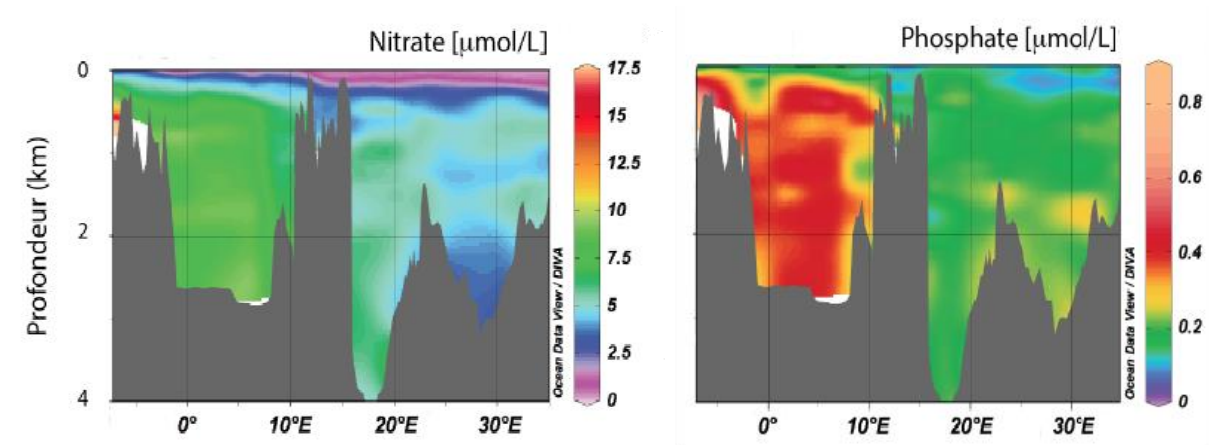 Nitrate [μmol/L]
Phosphate [μmol/L]
Profondeur (km)
0
2
4
0°
10°E
20°E
30°E
17.5
15
12.5
10
7.5
5
2.5
0
Ocean Data View / DIVA
0°
10°E
20°E
30°E
0.8
0.6
0.4
0.2
0
Ocean Data View / DIVA